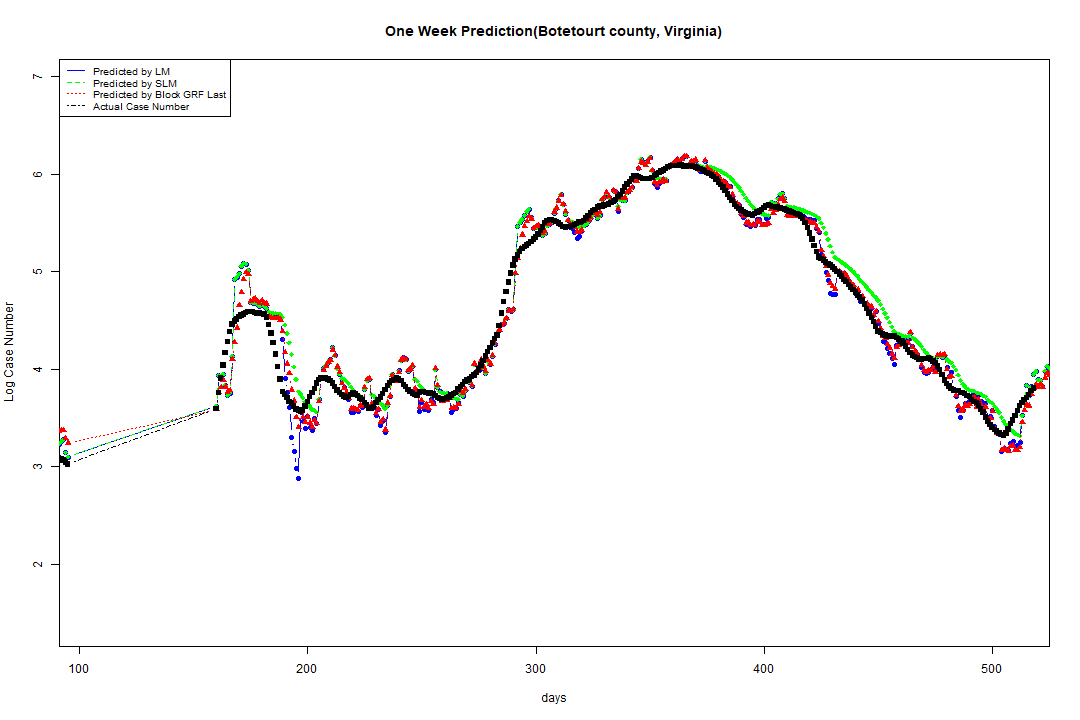 One Week Prediction(Botetourt county, Virginia)
Predicted by LM
Predicted by SLM
Predicted by Block GRF Last
Actual Case Number
7
6
5
4
3
2
Log Case Number
100 200 300 400 500
days